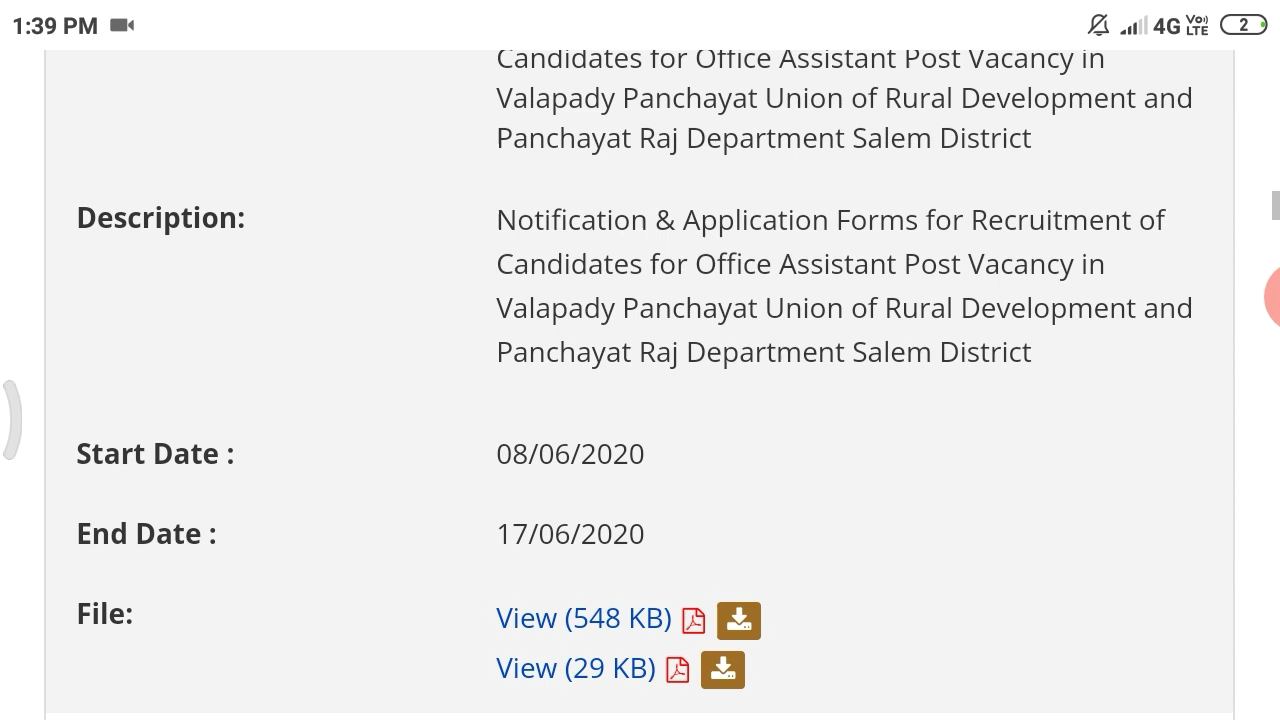 1:39 PM
4G Vo)) LTE 2
Candidates for Office Assistant Post Vacancy in
Valapady Panchayat Union of Rural Development and
Panchayat Raj Department Salem District
Description:
Notification & Application Forms for Recruitment of
Candidates for Office Assistant Post Vacancy in
Valapady Panchayat Union of Rural Development and
Panchayat Raj Department Salem District
Start Date : 08/06/2020
End Date : 17/06/2020
File: View (548 KB)
View (29 KB)